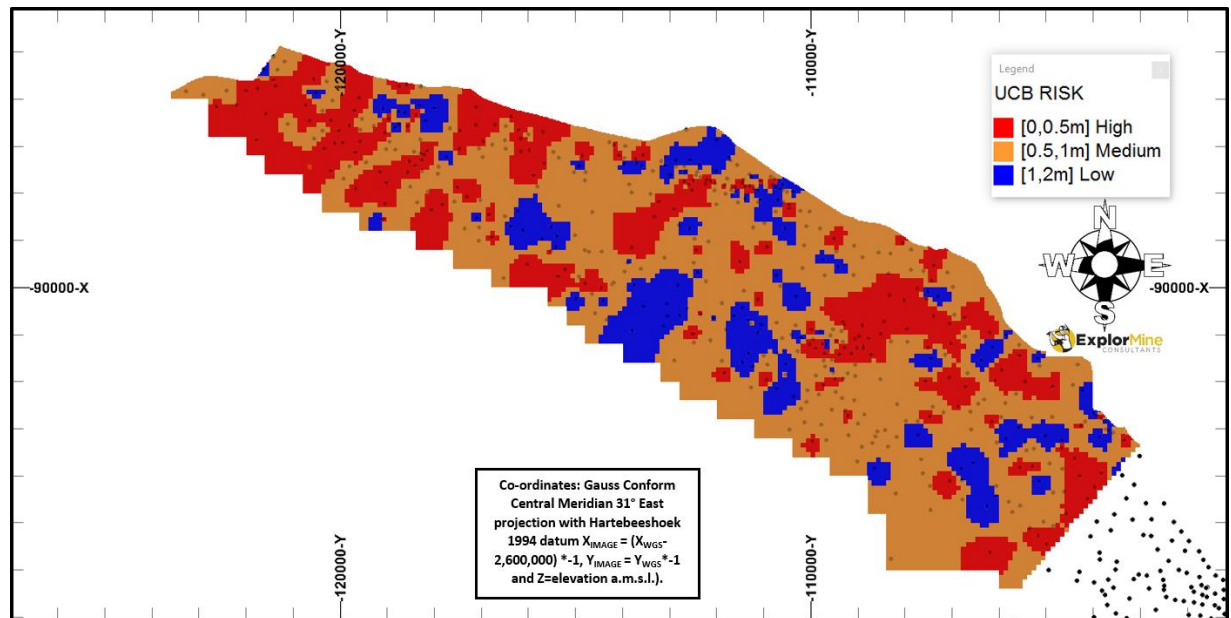 -120000-Y
-110000-Y
Legend
UCB RISK
[0,0.5m] High
[0.5,1m] Medium
[1,2m] Low
N
W E
S
-90000-X
-90000-X
ExplorMine
CONSULTANTS
Co-ordinates: Gauss Conform
Central Meridian 31° East
projection with Hartebeeshoek
1994 datum XIMAGE = (XWGS-
2,600,000) *-1, YIMAGE = YWGS*-1
and Z=elevation a.m.s.l.).
-120000-Y
-110000-Y